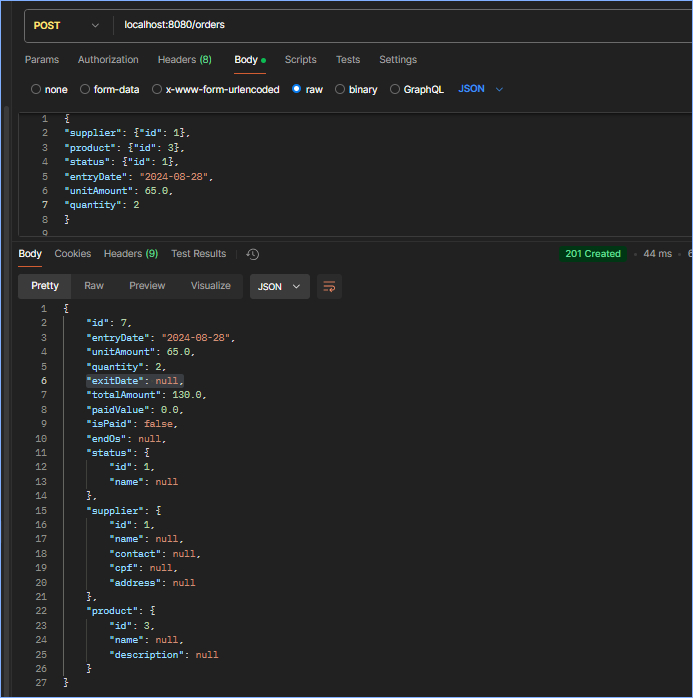 POST localhost:8080/orders
Params Authorization Headers (8) Body Scripts Tests Settings
none form-data x-www-form-urlencoded raw binary GraphQL JSON
1 {
2 "supplier": {"id": 1},
3 "product": {"id": 3},
4 "status": {"id": 1},
5 "entryDate": "2024-08-28",
6 "unitAmount": 65.0,
7 "quantity": 2
8 }
9
Body Cookies Headers (9) Test Results 201 Created 44 ms
Pretty Raw Preview Visualize JSON
1 {
2 "id": 7,
3 "entryDate": "2024-08-28",
4 "unitAmount": 65.0,
5 "quantity": 2,
6 "exitDate": null,
7 "totalAmount": 130.0,
8 "paidValue": 0.0,
9 "isPaid": false,
10 "endOs": null,
11 "status": {
12 "id": 1,
13 "name": null
14 },
15 "supplier": {
16 "id": 1,
17 "name": null,
18 "contact": null,
19 "cpf": null,
20 "address": null
21 },
22 "product": {
23 "id": 3,
24 "name": null,
25 "description": null
26 }
27 }